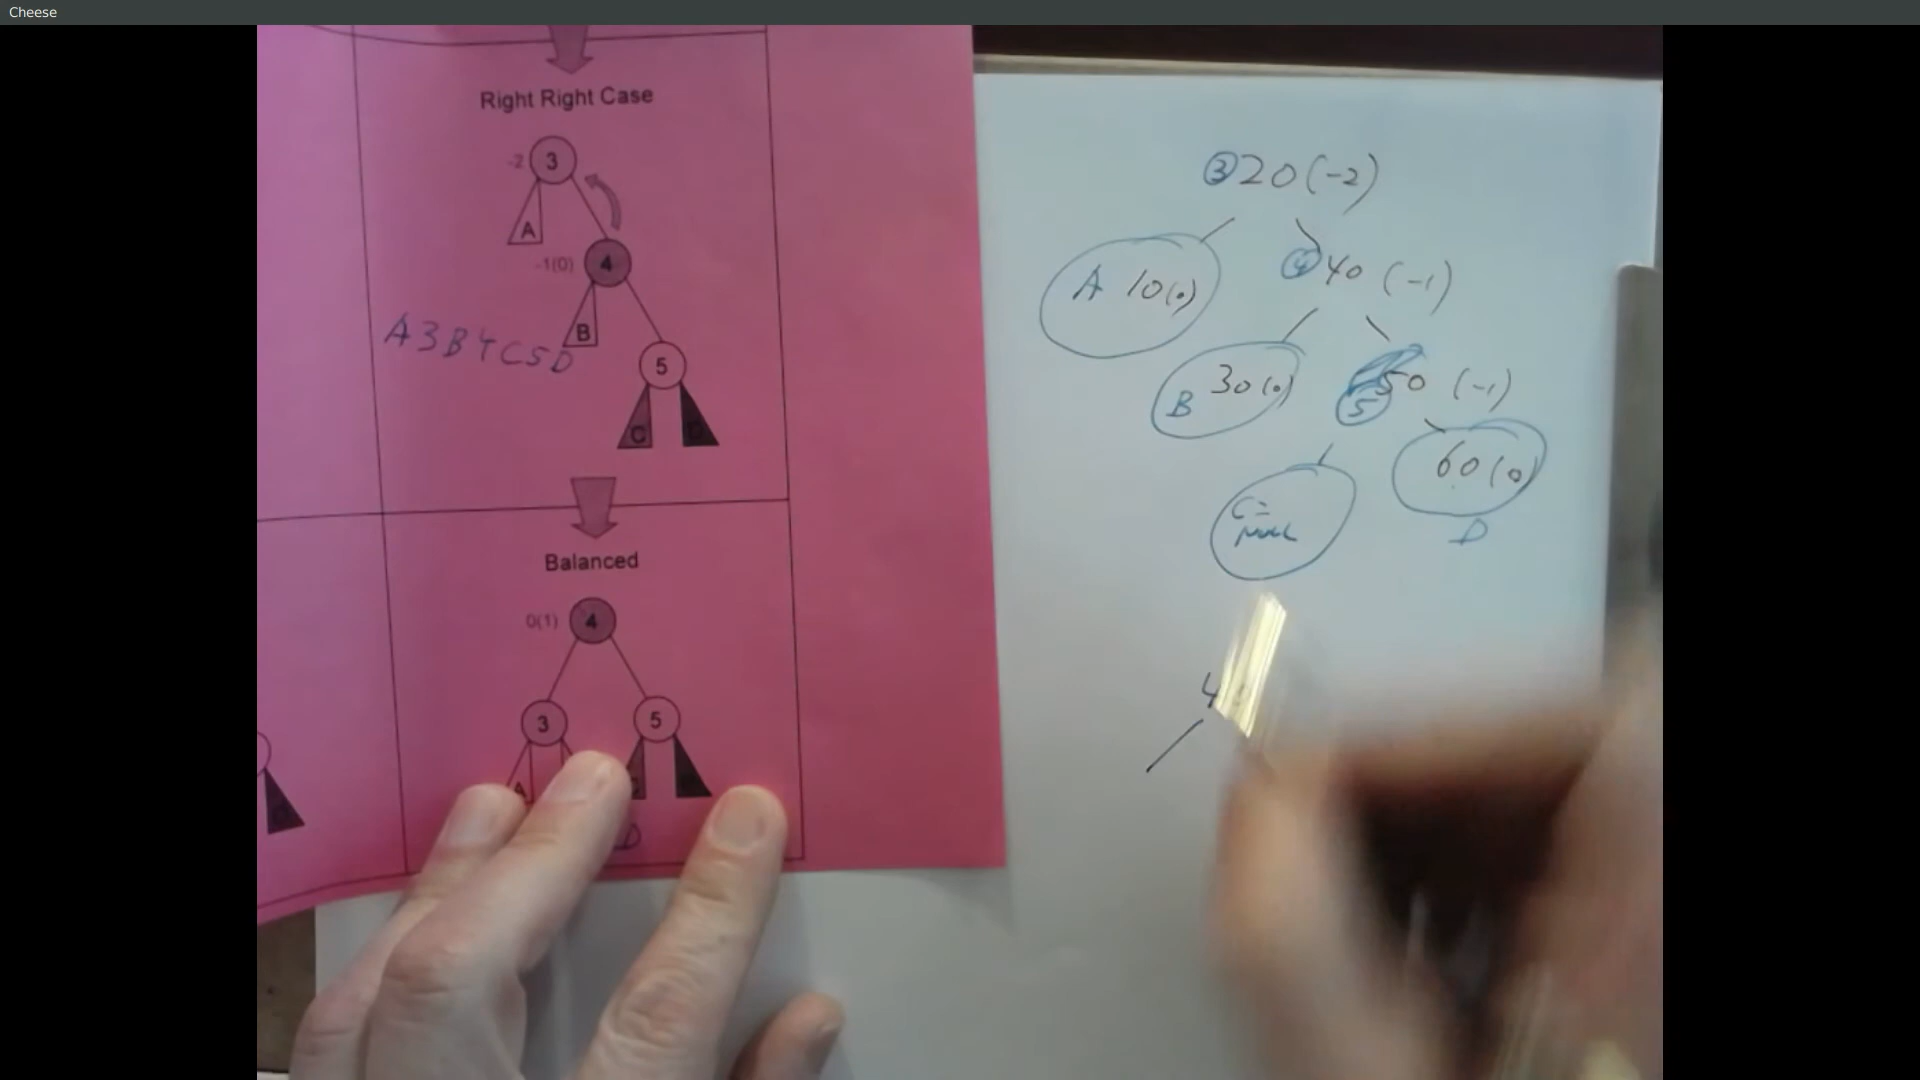 Cheese
Right Right Case
-2 3
A
-1(0) 4
B
A3B4C5D
5
C
Balanced
0(1) 4
3 5
A
D
③ 20 (-2)
A 10(0)
④ 40 (-1)
B 30(0)
⑤ 50 (-1)
C =
NULL
60(0)
D
4